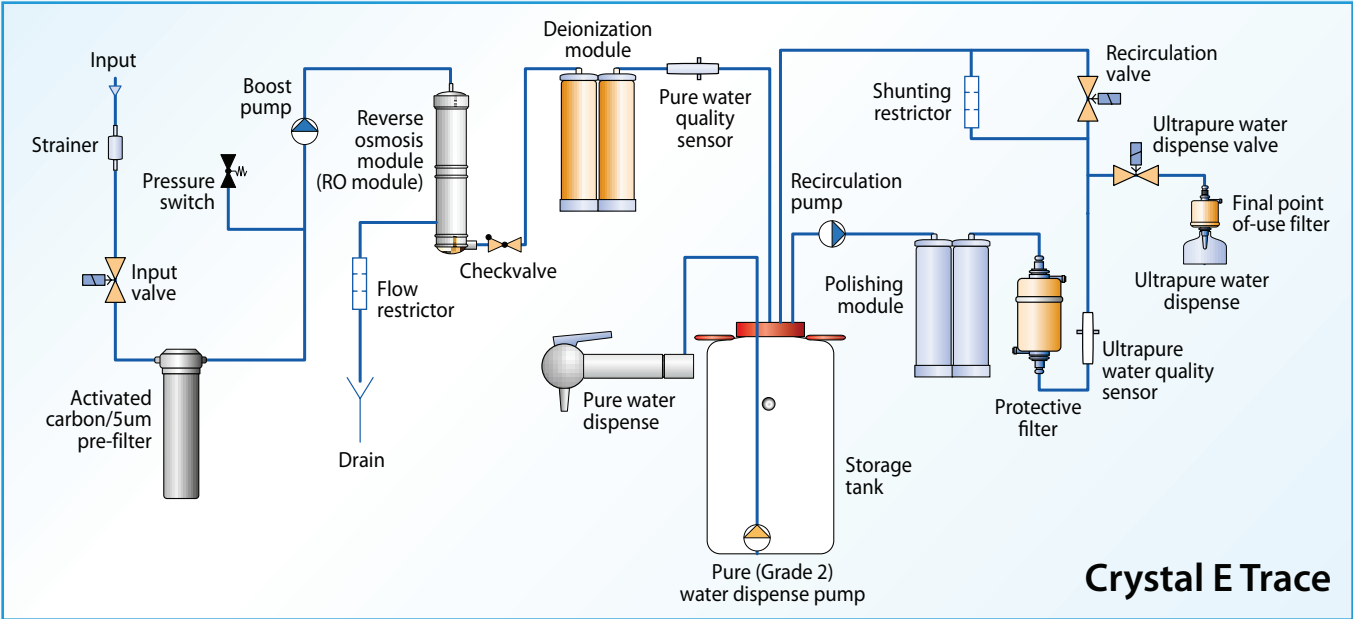 Input
Strainer
Pressure
switch
Input
valve
Activated
carbon/5um
pre-filter
Boost
pump
Reverse
osmosis
module
(RO module)
Flow
restrictor
Drain
Checkvalve
Deionization
module
Pure water
quality
sensor
Pure water
dispense
Pure (Grade 2)
water dispense pump
Storage
tank
Recirculation
pump
Polishing
module
Protective
filter
Ultrapure
water quality
sensor
Shunting
restrictor
Recirculation
valve
Ultrapure water
dispense valve
Final point
of-use filter
Ultrapure water
dispense
Crystal E Trace